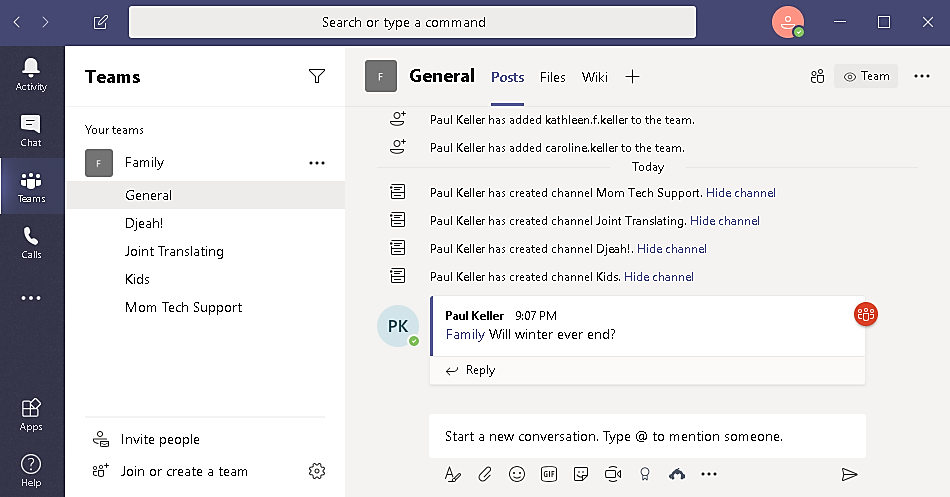 Search or type a command
Activity
Chat
Teams
Calls
Apps
Help
Teams
Your teams
F
Family
General
Djeah!
Joint Translating
Kids
Mom Tech Support
Invite people
Join or create a team
F
General
Posts
Files
Wiki
Team
Paul Keller has added kathleen.f.keller to the team.
Paul Keller has added caroline.keller to the team.
Today
Paul Keller has created channel Mom Tech Support. Hide channel
Paul Keller has created channel Joint Translating. Hide channel
Paul Keller has created channel Djeah!. Hide channel
Paul Keller has created channel Kids. Hide channel
PK
Paul Keller 9:07 PM
Family Will winter ever end?
Reply
Start a new conversation. Type @ to mention someone.
GIF